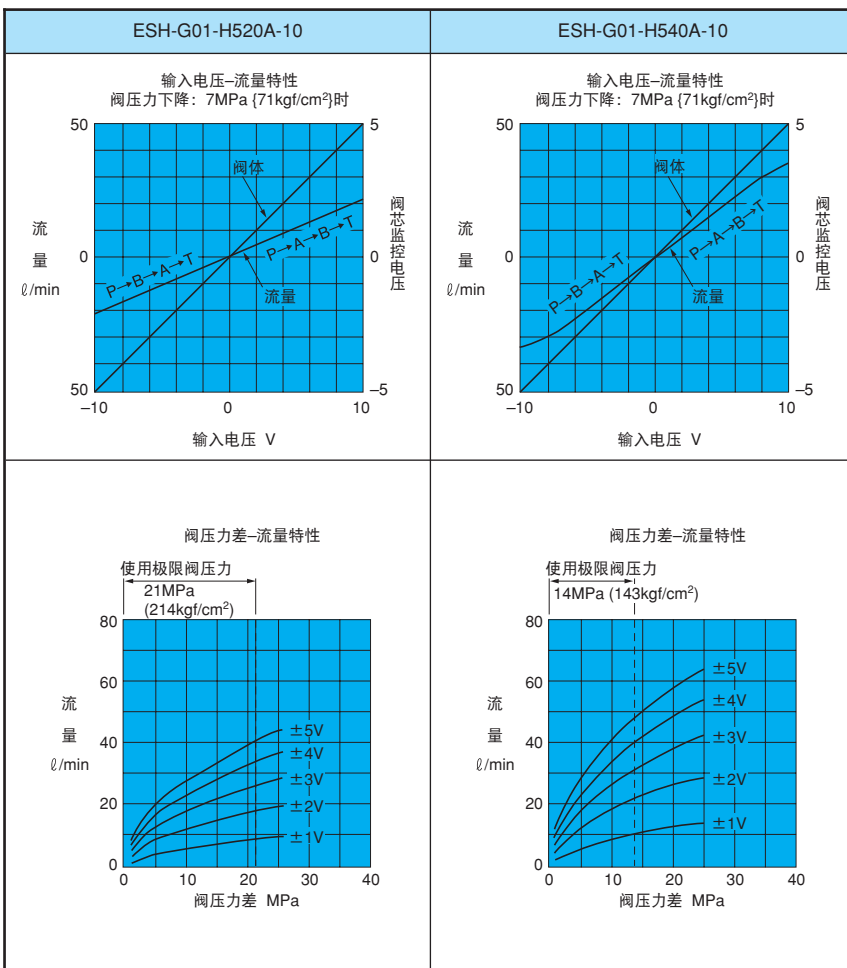 ESH-G01-H520A-10
ESH-G01-H540A-10
输入电压–流量特性
阀压力下降：7MPa {71kgf/cm²}时
50
5
阀体
流
量
ℓ/min
0
0
阀芯监控电压
P→B→A→T
P→A→B→T
流量
50
–5
–10
0
10
输入电压 V
输入电压–流量特性
阀压力下降：7MPa {71kgf/cm²}时
50
5
阀体
流
量
ℓ/min
0
0
阀芯监控电压
P→B→A→T
P→A→B→T
流量
50
–5
–10
0
10
输入电压 V
阀压力差–流量特性
使用极限阀压力
21MPa
(214kgf/cm²)
80
60
流
量
ℓ/min
40
20
0
±5V
±4V
±3V
±2V
±1V
0
10
20
30
40
阀压力差 MPa
阀压力差–流量特性
使用极限阀压力
14MPa (143kgf/cm²)
80
60
流
量
ℓ/min
40
20
0
±5V
±4V
±3V
±2V
±1V
0
10
20
30
40
阀压力差 MPa